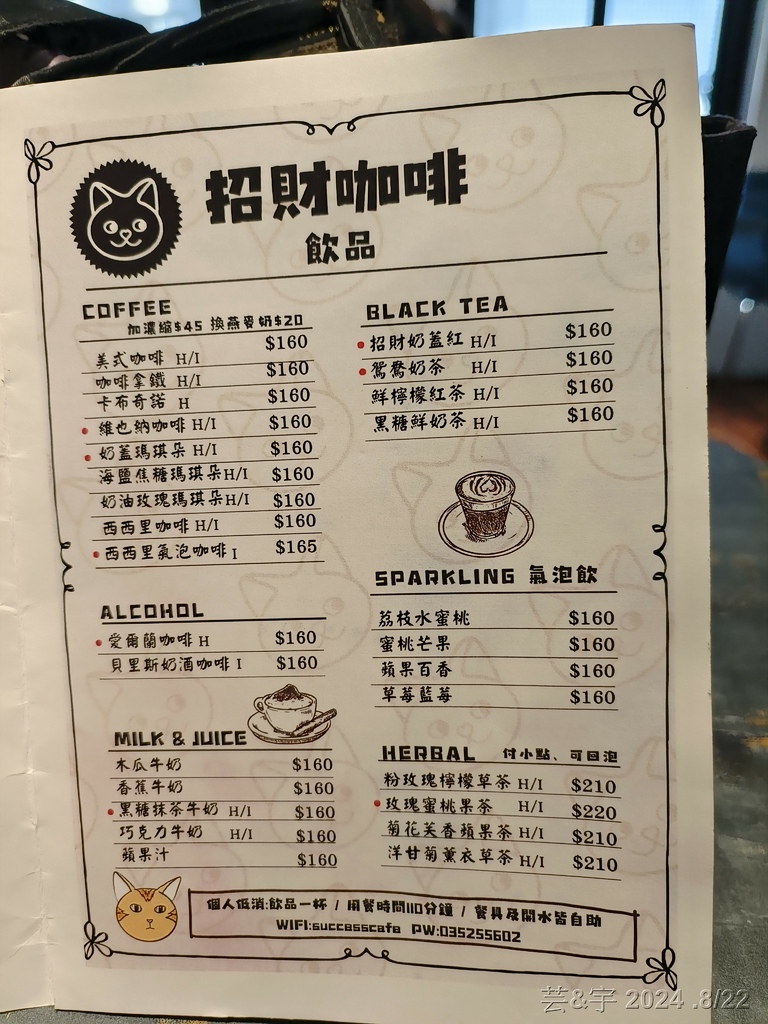 招財咖啡
飲品
COFFEE
加濃縮$45 換燕麥奶$20
美式咖啡 H/I $160
咖啡拿鐵 H/I $160
卡布奇諾 H $160
維也納咖啡 H/I $160
奶蓋瑪琪朵 H/I $160
海鹽焦糖瑪琪朵 H/I $160
奶油玫瑰瑪琪朵 H/I $160
西西里咖啡 H/I $160
西西里氣泡咖啡 I $165
ALCOHOL
愛爾蘭咖啡 H $160
貝里斯奶酒咖啡 I $160
MILK & JUICE
木瓜牛奶 $160
香蕉牛奶 $160
黑糖抹茶牛奶 H/I $160
巧克力牛奶 H/I $160
蘋果汁 $160
BLACK TEA
招財奶蓋紅 H/I $160
鴛鴦奶茶 H/I $160
鮮檸檬紅茶 H/I $160
黑糖鮮奶茶 H/I $160
SPARKLING 氣泡飲
荔枝水蜜桃 $160
蜜桃芒果 $160
蘋果百香 $160
草莓藍莓 $160
HERBAL 付小點、可回泡
粉玫瑰檸檬草茶 H/I $210
玫瑰蜜桃果茶 H/I $220
菊花芙香蘋果茶 H/I $210
洋甘菊薰衣草茶 H/I $210
個人低消:飲品一杯 / 用餐時間110分鐘 / 餐具及開水皆自助
WIFI:successcafe PW:035255602
芸&宇 2024 .8/22